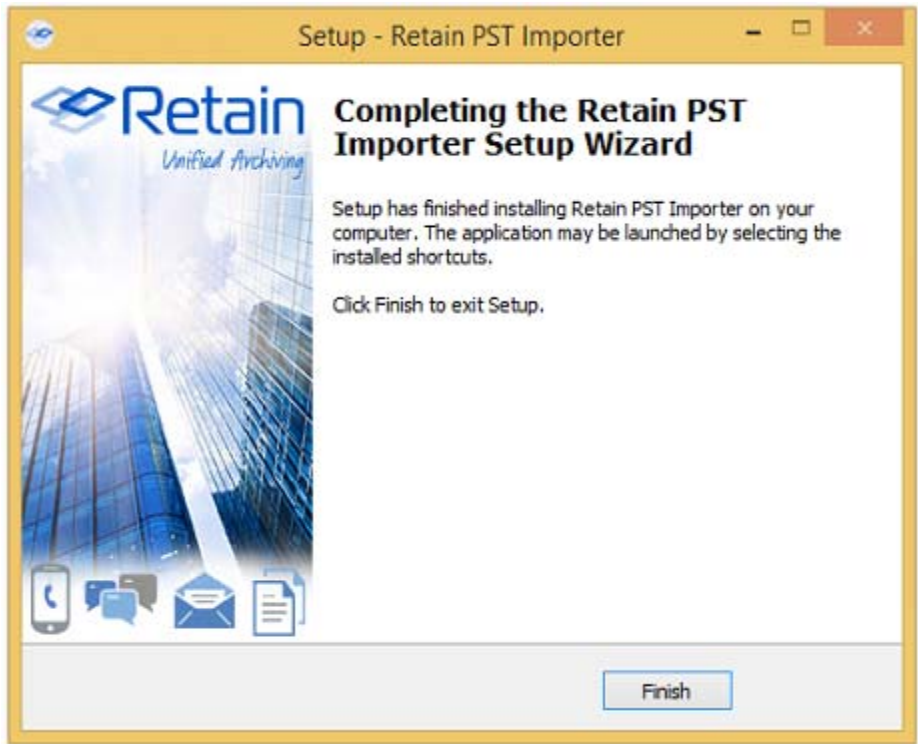 Setup - Retain PST Importer
Retain
Unified Archiving
Completing the Retain PST
Importer Setup Wizard
Setup has finished installing Retain PST Importer on your
computer. The application may be launched by selecting the
installed shortcuts.
Click Finish to exit Setup.
Finish